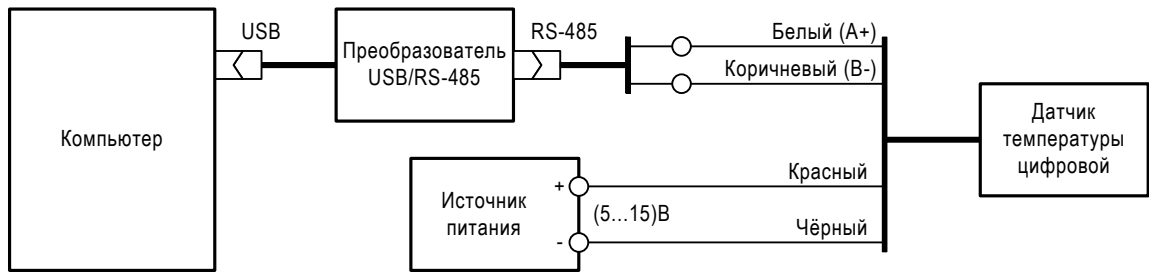 USB
RS-485
Белый (A+)
Преобразователь
USB/RS-485
Коричневый (B-)
Компьютер
Датчик
температуры
цифровой
Источник
питания
+
-
(5...15)В
Красный
Чёрный